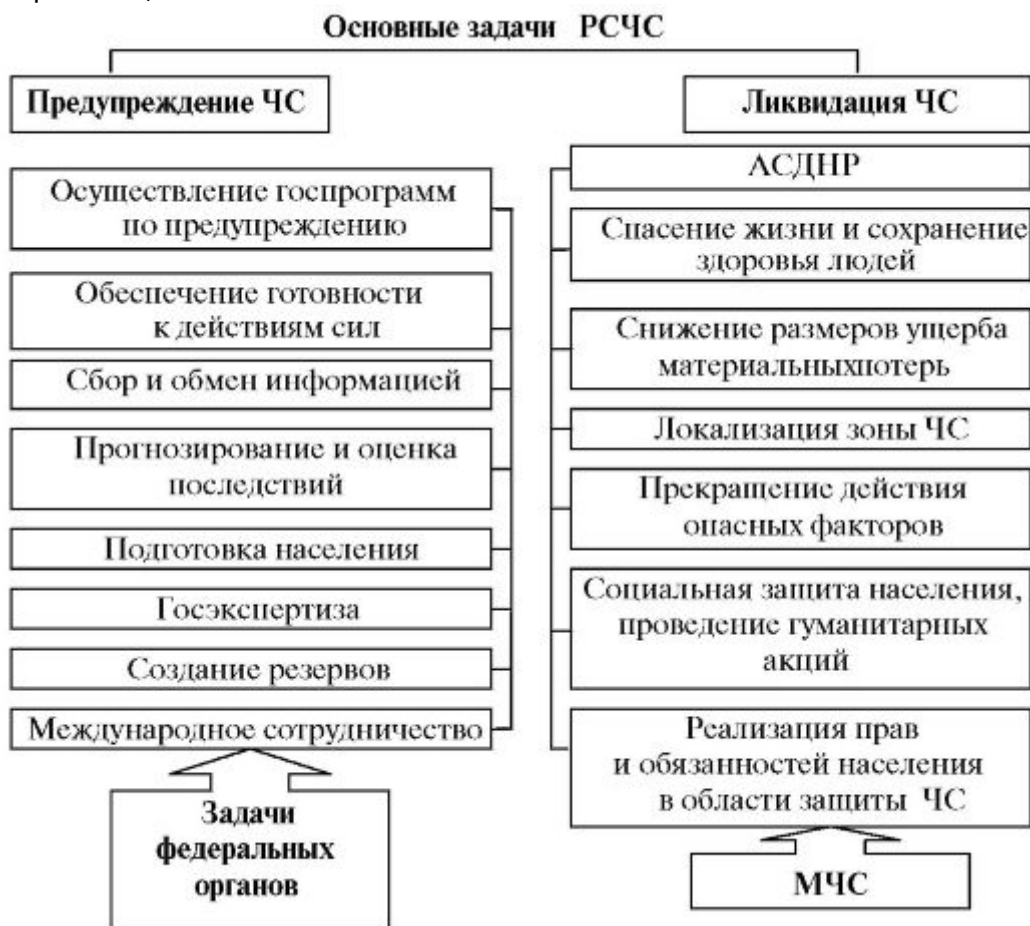 Основные задачи РСЧС
Предупреждение ЧС
Осуществление госпрограмм
по предупреждению
Обеспечение готовности
к действиям сил
Сбор и обмен информацией
Прогнозирование и оценка
последствий
Подготовка населения
Госэкспертиза
Создание резервов
Международное сотрудничество
Задачи
федеральных
органов
Ликвидация ЧС
АСДНР
Спасение жизни и сохранение
здоровья людей
Снижение размеров ущерба
материальныхпотерь
Локализация зоны ЧС
Прекращение действия
опасных факторов
Социальная защита населения,
проведение гуманитарных
акций
Реализация прав
и обязанностей населения
в области защиты ЧС
МЧС